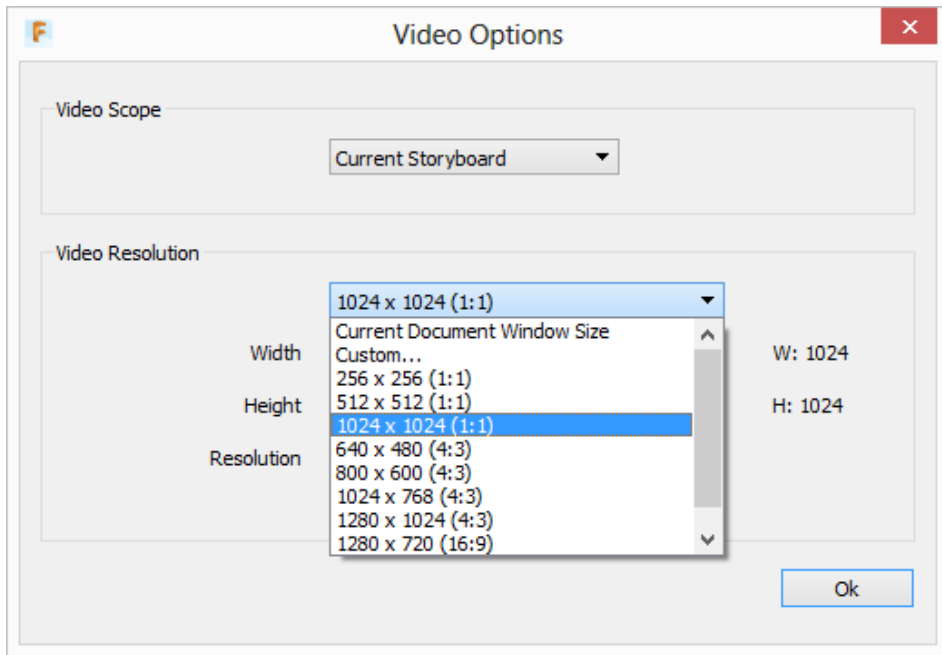 F
Video Options
Video Scope
Current Storyboard
Video Resolution
1024 x 1024 (1:1)
Current Document Window Size
Custom...
256 x 256 (1:1)
512 x 512 (1:1)
1024 x 1024 (1:1)
640 x 480 (4:3)
800 x 600 (4:3)
1024 x 768 (4:3)
1280 x 1024 (4:3)
1280 x 720 (16:9)
Width
W: 1024
Height
H: 1024
Resolution
Ok